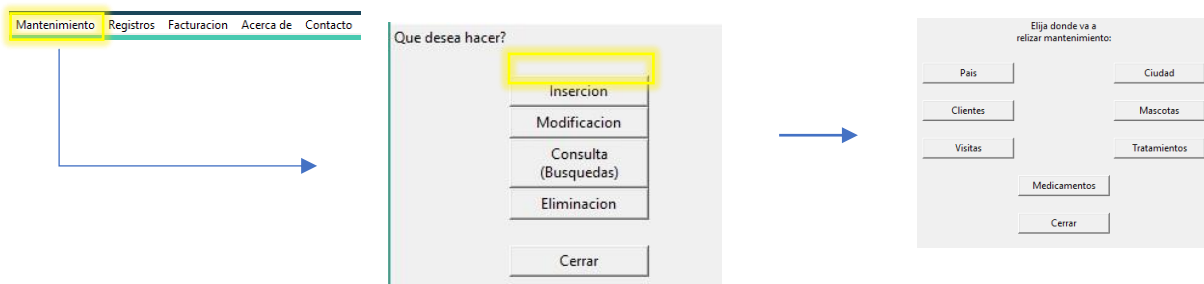 Mantenimiento Registros Facturacion Acerca de Contacto
Que desea hacer?
Insercion
Modificacion
Consulta
(Busquedas)
Eliminacion
Cerrar
Elija donde va a
relizar mantenimiento:
Pais Ciudad
Clientes Mascotas
Visitas Tratamientos
Medicamentos
Cerrar